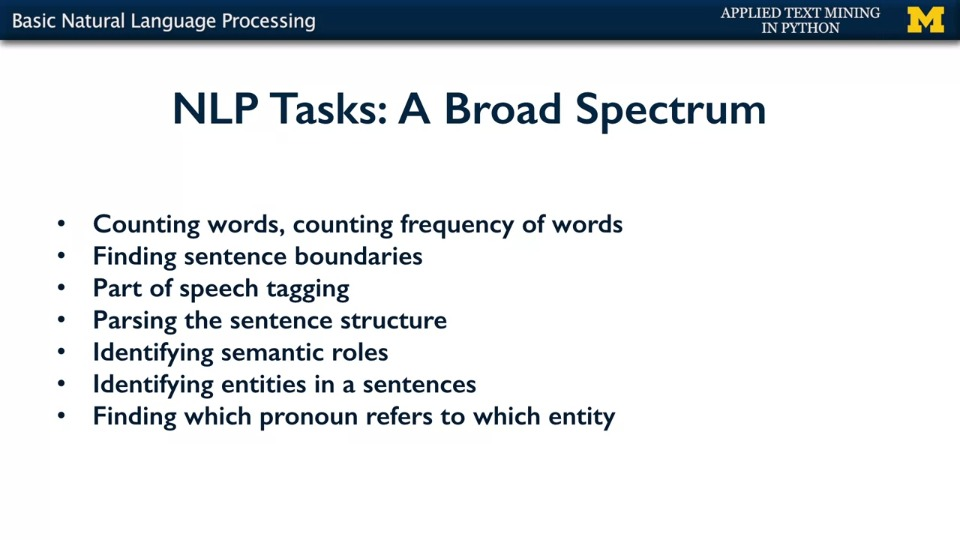 Basic Natural Language Processing
APPLIED TEXT MINING
IN PYTHON
M
NLP Tasks: A Broad Spectrum
• Counting words, counting frequency of words
• Finding sentence boundaries
• Part of speech tagging
• Parsing the sentence structure
• Identifying semantic roles
• Identifying entities in a sentences
• Finding which pronoun refers to which entity